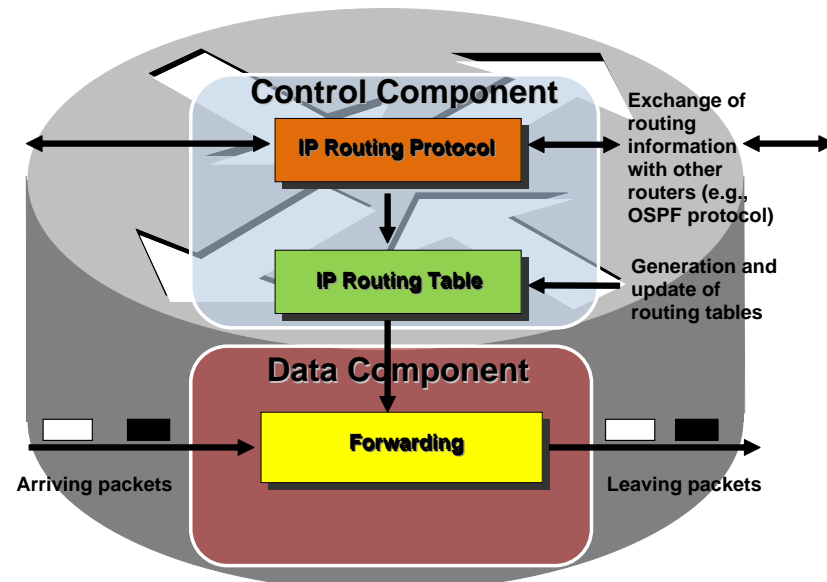 Control Component
IP Routing Protocol
Exchange of
routing
information
with other
routers (e.g.,
OSPF protocol)
IP Routing Table
Generation and
update of
routing tables
Data Component
Forwarding
Arriving packets
Leaving packets